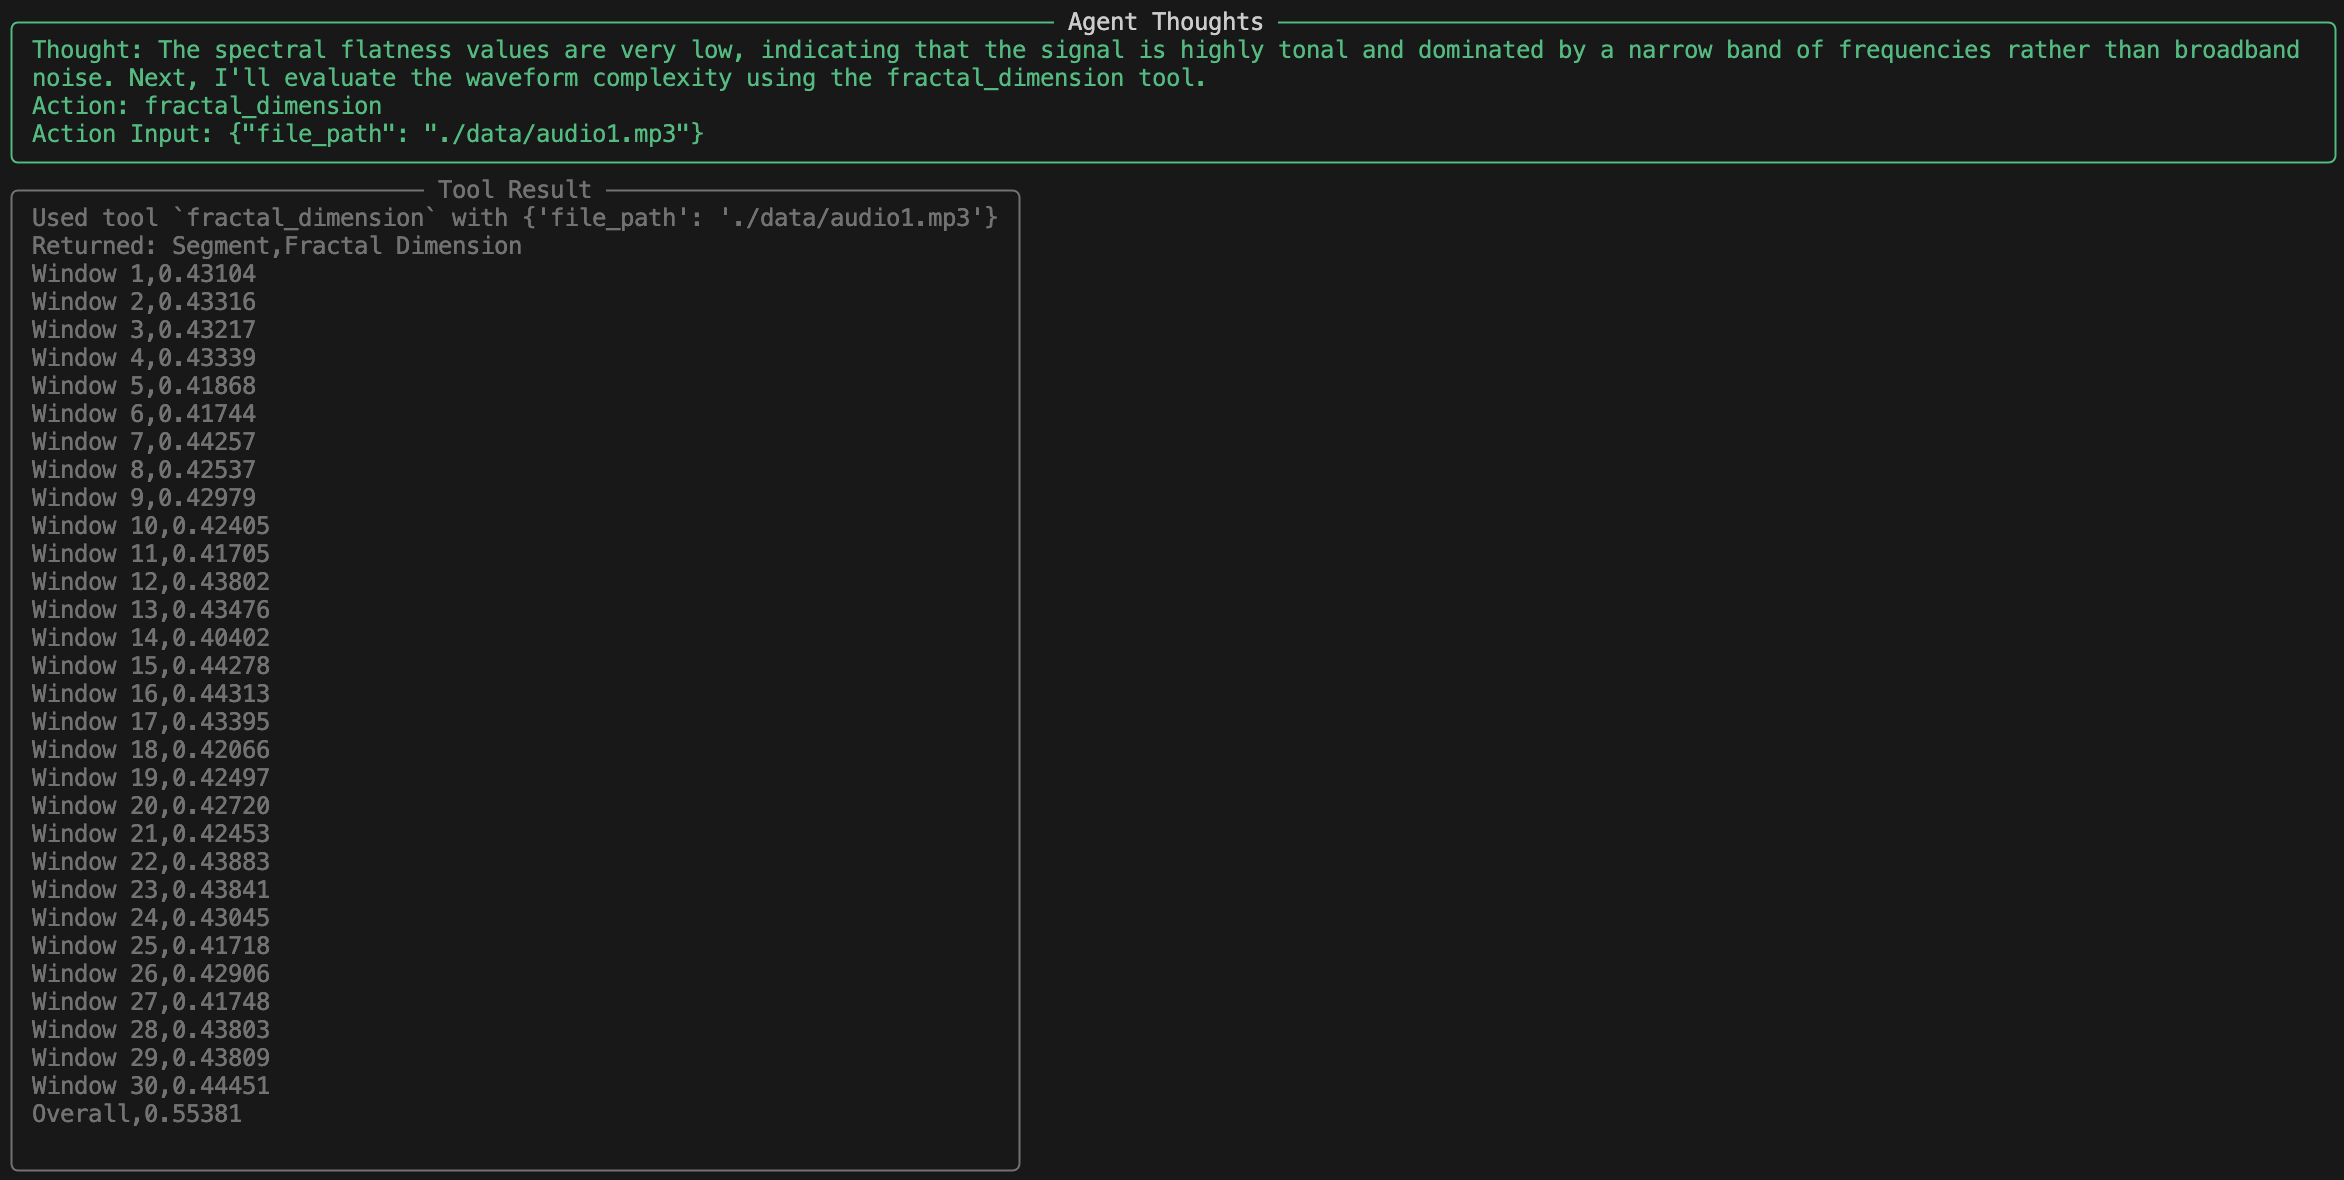 Agent Thoughts
Thought: The spectral flatness values are very low, indicating that the signal is highly tonal and dominated by a narrow band of frequencies rather than broadband
noise. Next, I'll evaluate the waveform complexity using the fractal_dimension tool.
Action: fractal_dimension
Action Input: {"file_path": "./data/audio1.mp3"}
Tool Result
Used tool `fractal_dimension` with {'file_path': './data/audio1.mp3'}
Returned: Segment,Fractal Dimension
Window 1,0.43104
Window 2,0.43316
Window 3,0.43217
Window 4,0.43339
Window 5,0.41868
Window 6,0.41744
Window 7,0.44257
Window 8,0.42537
Window 9,0.42979
Window 10,0.42405
Window 11,0.41705
Window 12,0.43802
Window 13,0.43476
Window 14,0.40402
Window 15,0.44278
Window 16,0.44313
Window 17,0.43395
Window 18,0.42066
Window 19,0.42497
Window 20,0.42720
Window 21,0.42453
Window 22,0.43883
Window 23,0.43841
Window 24,0.43045
Window 25,0.41718
Window 26,0.42906
Window 27,0.41748
Window 28,0.43803
Window 29,0.43809
Window 30,0.44451
Overall,0.55381